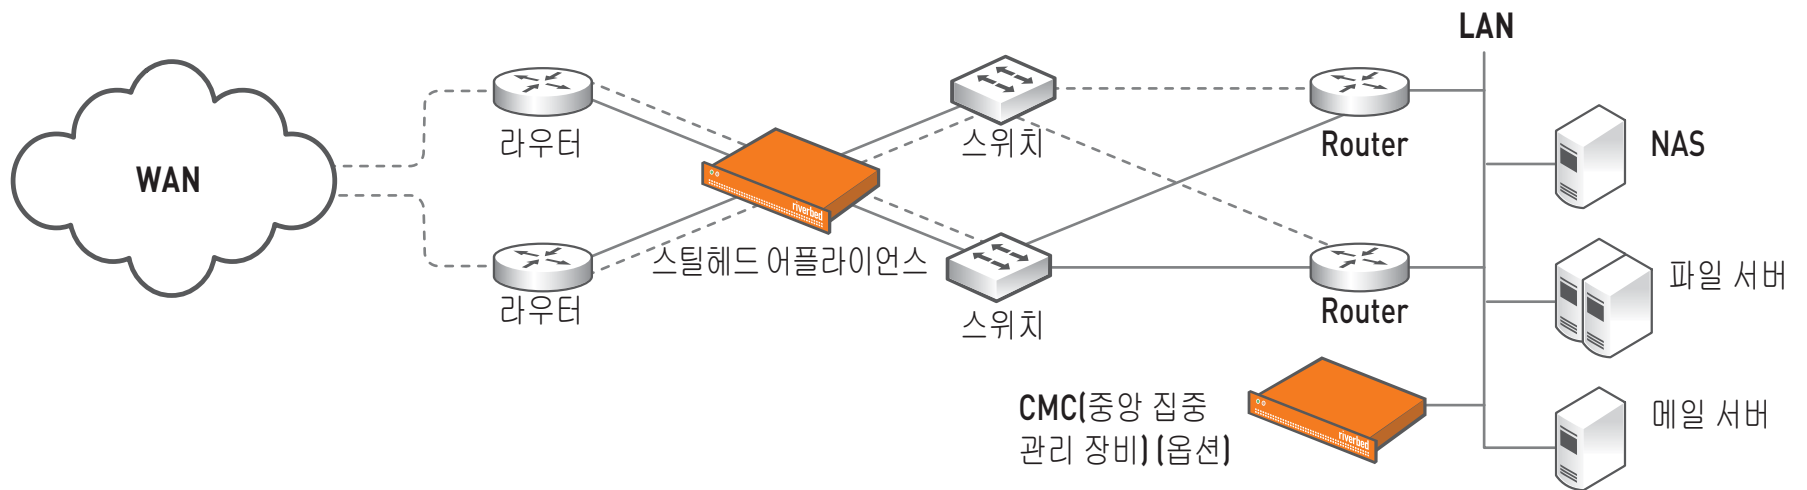 LAN
WAN
라우터
스위치
Router
NAS
riverbed
스틸헤드 어플라이언스
라우터
스위치
Router
파일 서버
CMC(중앙 집중
관리 장비) (옵션)
riverbed
메일 서버